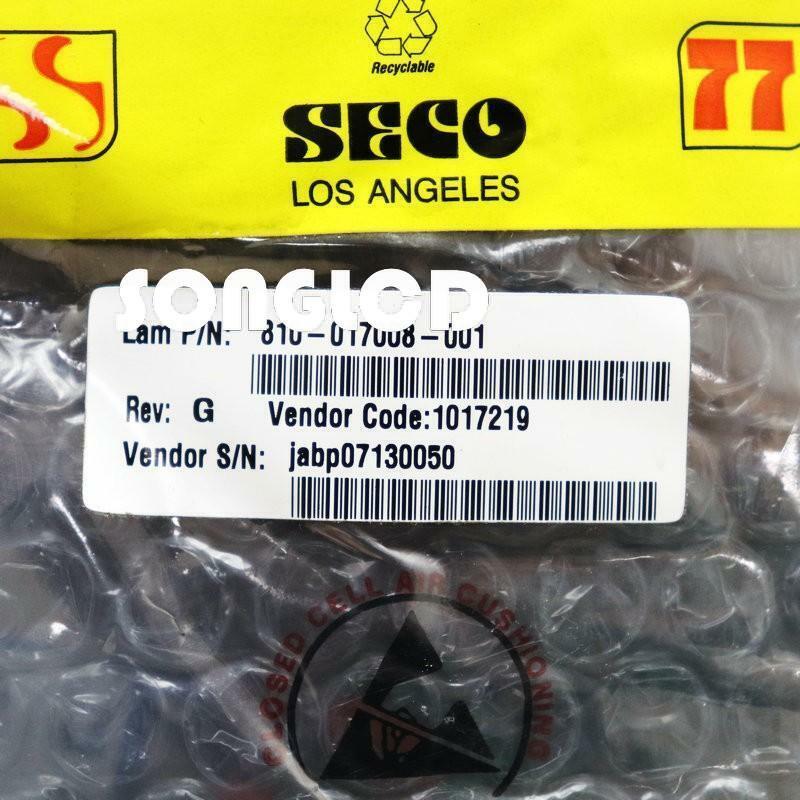 Recyclable
SS
SECO
77
LOS ANGELES
SONGLCD
Lam P/N: 810-017008-001
Rev: G Vendor Code:1017219
Vendor S/N: jabp07130050
CLOSED CELL AIR CUSHIONING